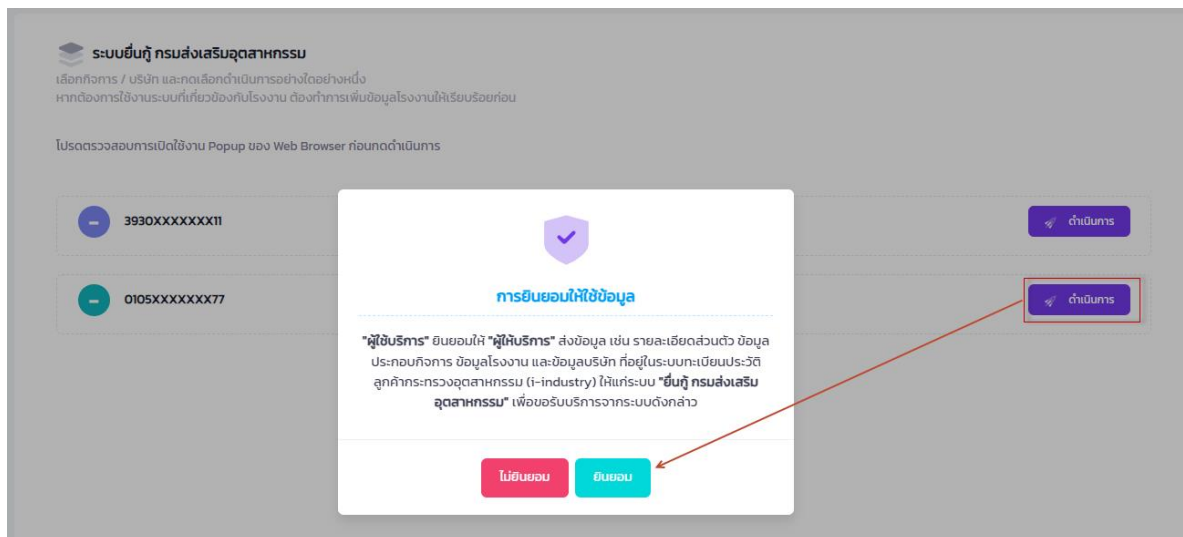 ระบบยื่นกู้ กรมส่งเสริมอุตสาหกรรม
เลือกกิจการ / บริษัท และกดเลือกดำเนินการอย่างใดอย่างหนึ่ง
หากต้องการใช้งานระบบที่เกี่ยวข้องกับโรงงาน ต้องทำการเพิ่มข้อมูลโรงงานให้เรียบร้อยก่อน
โปรดตรวจสอบการเปิดใช้งาน Popup ของ Web Browser ก่อนกดดำเนินการ
3930XXXXXXX11
ดำเนินการ
0105XXXXXXX77
ดำเนินการ
การยินยอมให้ใช้ข้อมูล
"ผู้ใช้บริการ" ยินยอมให้ "ผู้ให้บริการ" ส่งข้อมูล เช่น รายละเอียดส่วนตัว ข้อมูล
ประกอบกิจการ ข้อมูลโรงงาน และข้อมูลบริษัท ที่อยู่ในระบบทะเบียนประวัติ
ลูกค้ากระทรวงอุตสาหกรรม (i-industry) ให้แก่ระบบ "ยื่นกู้ กรมส่งเสริม
อุตสาหกรรม" เพื่อขอรับบริการจากระบบดังกล่าว
ไม่ยินยอม
ยินยอม